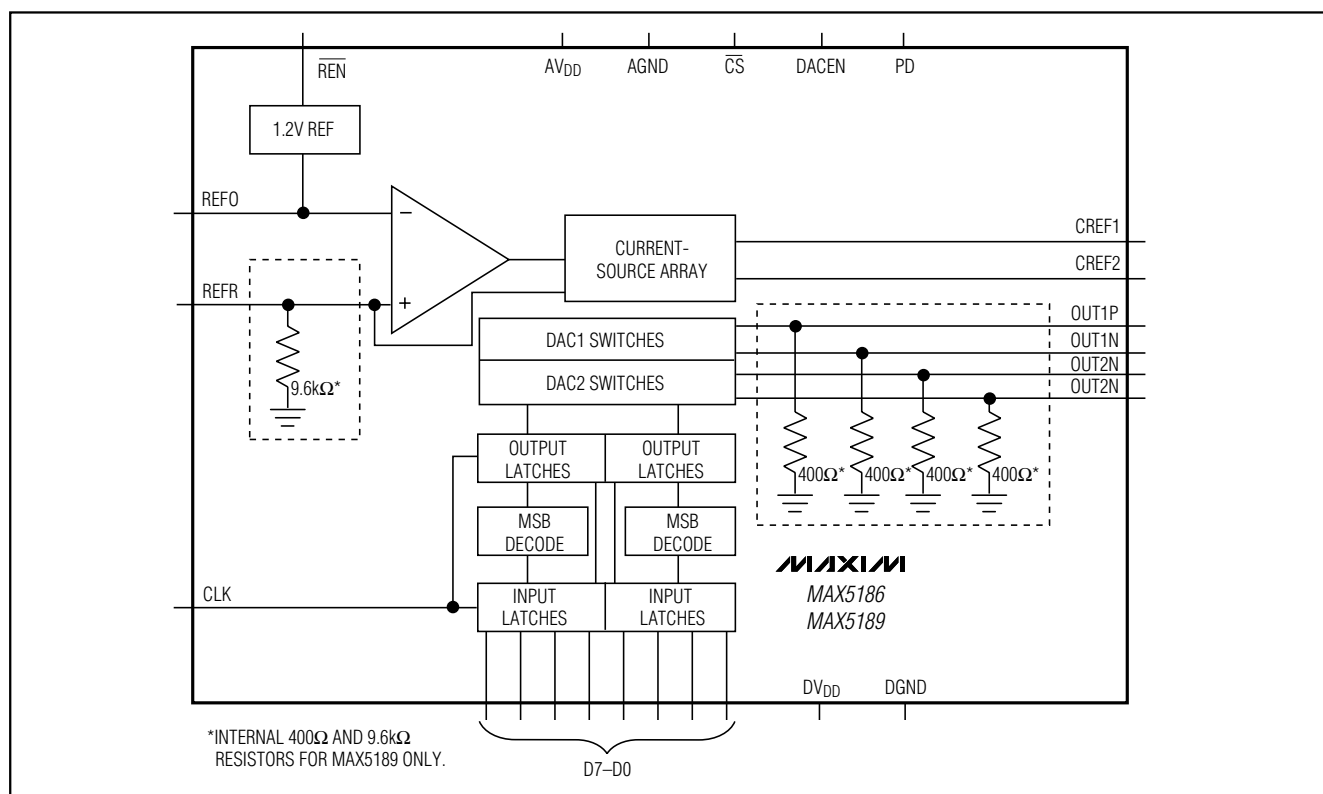 REN
AVDD
AGND
CS
DACEN
PD
1.2V REF
REFO
−
CURRENT-
SOURCE ARRAY
CREF1
CREF2
REFR
+
OUT1P
OUT1N
OUT2N
OUT2N
DAC1 SWITCHES
DAC2 SWITCHES
9.6kΩ*
OUTPUT
LATCHES
OUTPUT
LATCHES
400Ω*
400Ω*
400Ω*
400Ω*
MSB
DECODE
MSB
DECODE
MAXIM
MAX5186
MAX5189
CLK
INPUT
LATCHES
INPUT
LATCHES
DVDD
DGND
*INTERNAL 400Ω AND 9.6kΩ
RESISTORS FOR MAX5189 ONLY.
D7–D0